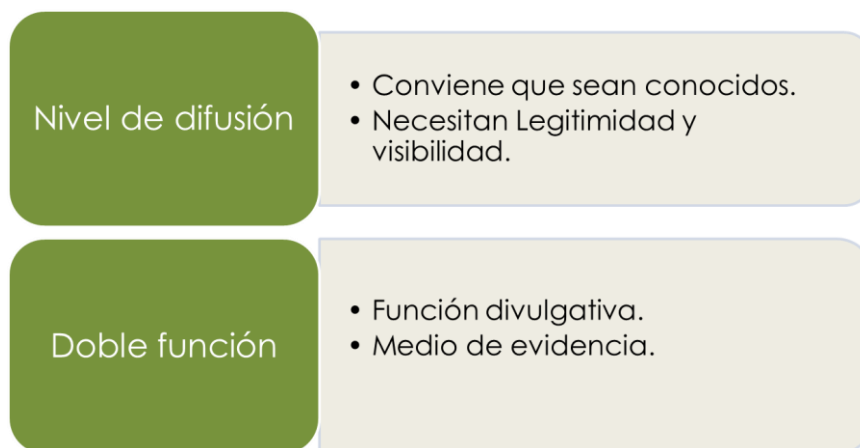 Nivel de difusión
• Conviene que sean conocidos.
• Necesitan Legitimidad y
visibilidad.
Doble función
• Función divulgativa.
• Medio de evidencia.